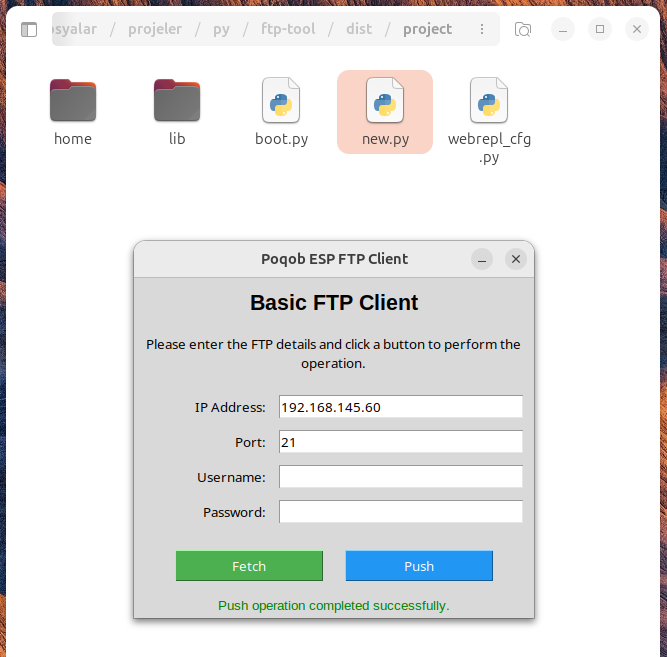 osyalar / projeler / py / ftp-tool / dist / project
home
lib
boot.py
new.py
webrepl_cfg
.py
Poqob ESP FTP Client
Basic FTP Client
Please enter the FTP details and click a button to perform the
operation.
IP Address: 192.168.145.60
Port: 21
Username:
Password:
Fetch
Push
Push operation completed successfully.